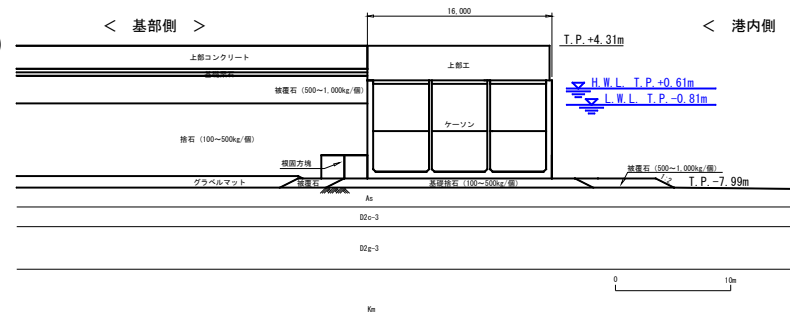 16,000
＜ 基部側 ＞
＜ 港内側
T.P.+4.31m
上部コンクリート
上部工
被覆石 (500～1,000kg/個)
H.W.L. T.P.+0.61m
L.W.L. T.P.-0.81m
ケーソン
捨石 (100～500kg/個)
根固方塊
被覆石 (500～1,000kg/個)
グラベルマット
被覆石
基礎捨石 (100～500kg/個)
1:2
T.P.-7.99m
As
D2c-3
D2g-3
0
10m
Km